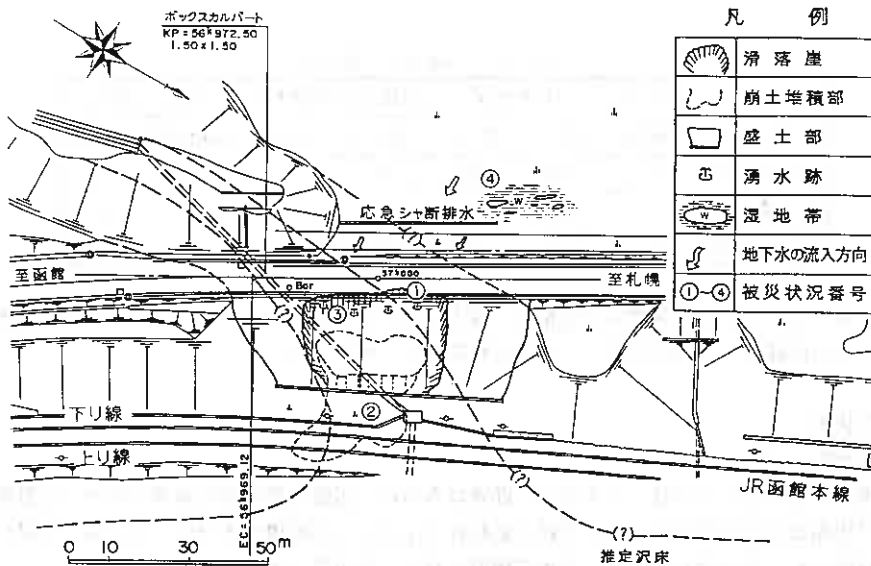 ボックスカルバート
KP=56ᵏ972.50
1.50x1.50
凡 例
滑落崖
崩土堆積部
盛土部
湧水跡
W
湿地帯
地下水の流入方向
①~④
被災状況番号
④
W
応急シャ断排水
(?)
至函館
57ᵏ000
至札幌
Bor
①
(?)
③
②
下り線
上り線
EC=56ᵏ969.12
(?)
JR函館本線
(?)
推定沢床
0 10 30 50m